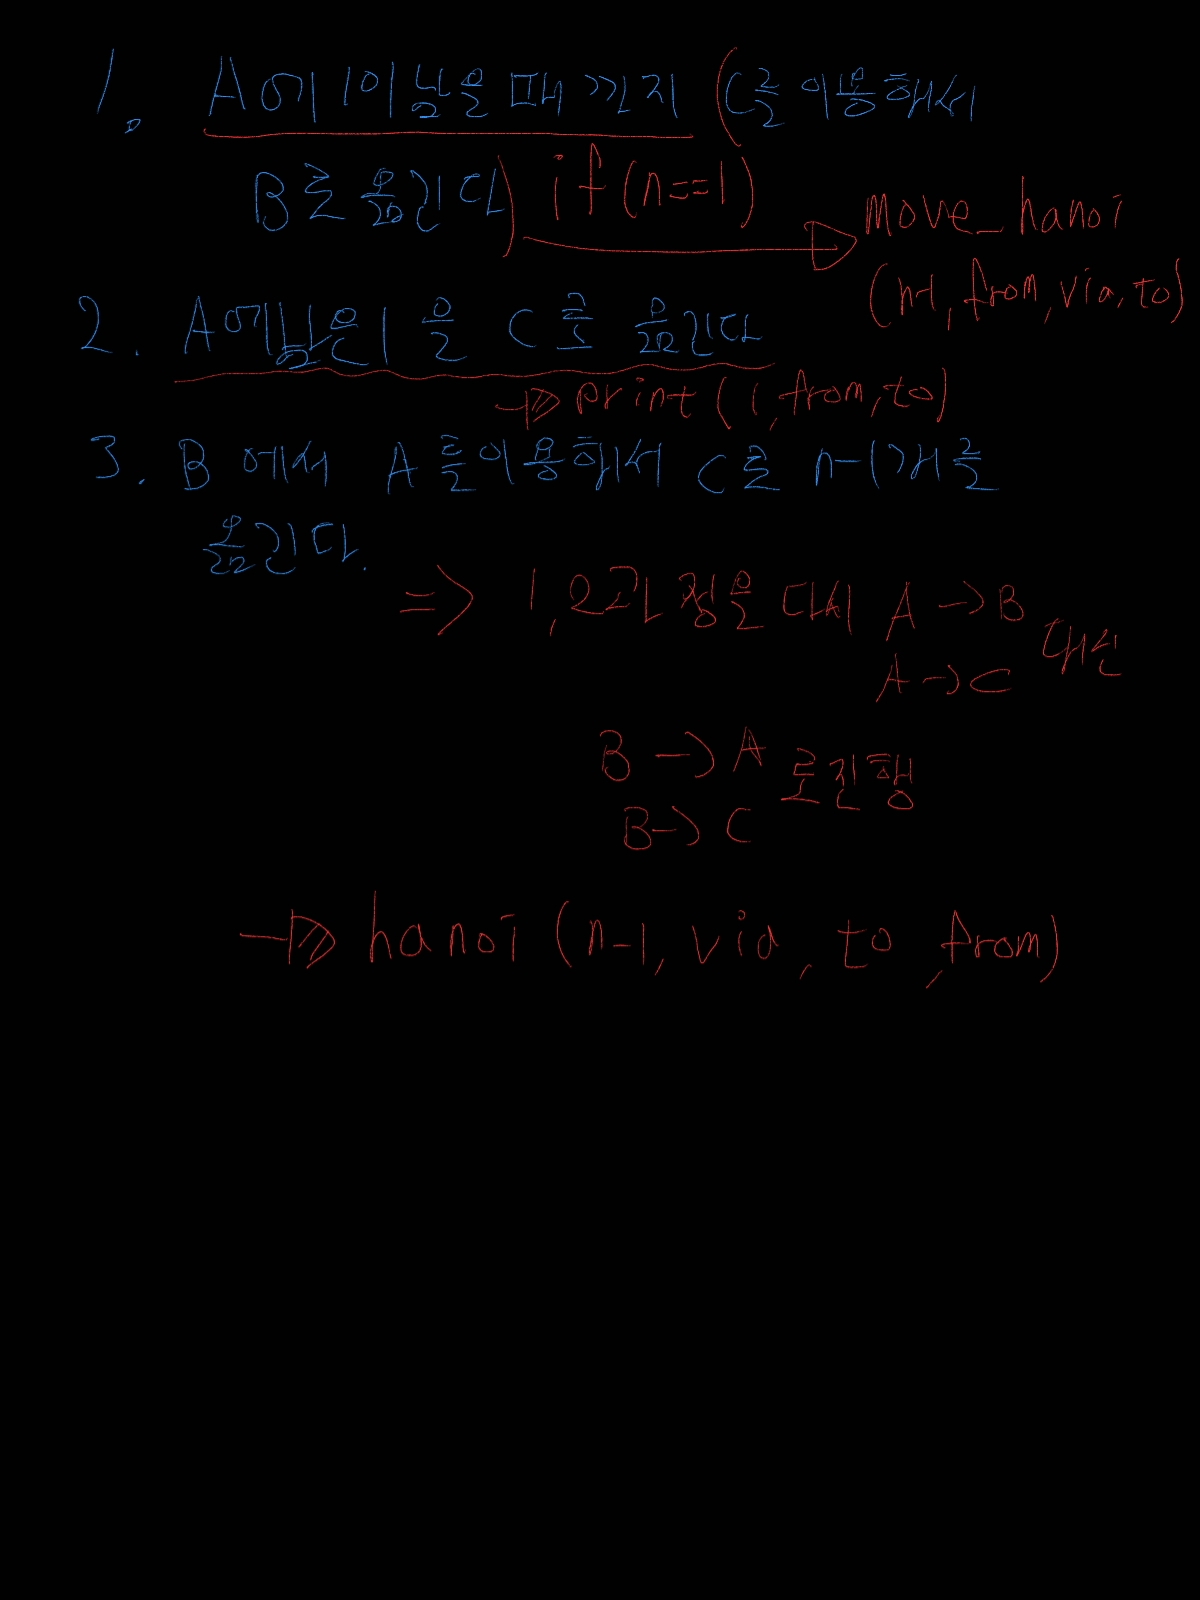 1. A에 1이 남을 때 까지 (C를 이용해서
B로 옮긴다) if (n==1)
move_hanoi
(n-1, from, via, to)
2. A에남은 1 을 C로 옮긴다
print (1, from, to)
3. B 에서 A를이용해서 C로 n-1개를
옮긴다.
=> 1, 2과정을 다시 A -> B
A -> C 대신
B -> A 로진행
B -> C
hanoi (n-1, via, to, from)